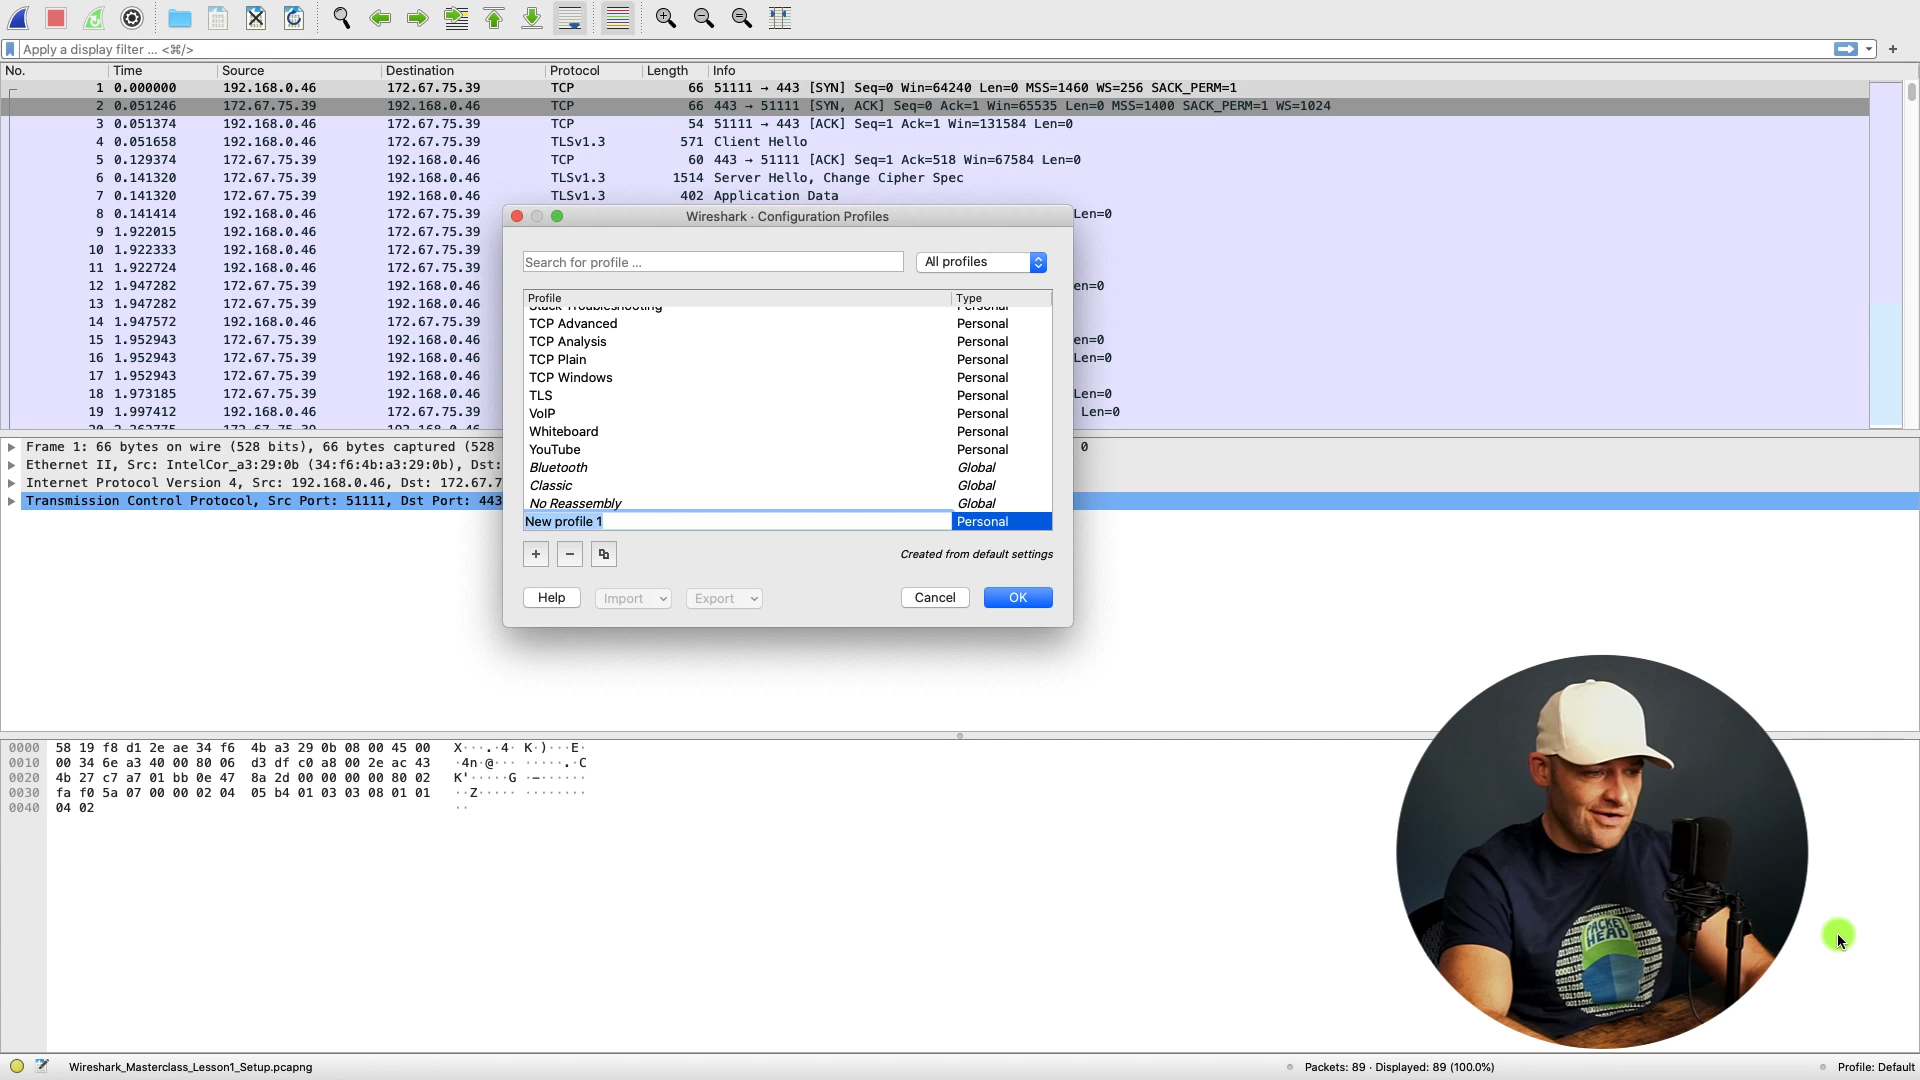 Apply a display filter ... <⌘/>
+
No. Time Source Destination Protocol Length Info
1 0.000000 192.168.0.46 172.67.75.39 TCP 66 51111 → 443 [SYN] Seq=0 Win=64240 Len=0 MSS=1460 WS=256 SACK_PERM=1
2 0.051246 172.67.75.39 192.168.0.46 TCP 66 443 → 51111 [SYN, ACK] Seq=0 Ack=1 Win=65535 Len=0 MSS=1400 SACK_PERM=1 WS=1024
3 0.051374 192.168.0.46 172.67.75.39 TCP 54 51111 → 443 [ACK] Seq=1 Ack=1 Win=131584 Len=0
4 0.051658 192.168.0.46 172.67.75.39 TLSv1.3 571 Client Hello
5 0.129374 172.67.75.39 192.168.0.46 TCP 60 443 → 51111 [ACK] Seq=1 Ack=518 Win=67584 Len=0
6 0.141320 172.67.75.39 192.168.0.46 TLSv1.3 1514 Server Hello, Change Cipher Spec
7 0.141320 172.67.75.39 192.168.0.46 TLSv1.3 402 Application Data
8 0.141414 192.168.0.46 172.67.75.39 Len=0
9 1.922015 192.168.0.46 172.67.75.39
10 1.922333 192.168.0.46 172.67.75.39
11 1.922724 192.168.0.46 172.67.75.39
12 1.947282 172.67.75.39 192.168.0.46 en=0
13 1.947282 172.67.75.39 192.168.0.46
14 1.947572 192.168.0.46 172.67.75.39
15 1.952943 172.67.75.39 192.168.0.46 en=0
16 1.952943 172.67.75.39 192.168.0.46 Len=0
17 1.952943 172.67.75.39 192.168.0.46
18 1.973185 172.67.75.39 192.168.0.46 Len=0
19 1.997412 192.168.0.46 172.67.75.39 Len=0
Wireshark · Configuration Profiles
Search for profile ...
All profiles
Profile Type
Stack Troubleshooting Personal
TCP Advanced Personal
TCP Analysis Personal
TCP Plain Personal
TCP Windows Personal
TLS Personal
VoIP Personal
Whiteboard Personal
YouTube Personal
Bluetooth Global
Classic Global
No Reassembly Global
New profile 1 Personal
+ −
Created from default settings
Help Import Export Cancel OK
Frame 1: 66 bytes on wire (528 bits), 66 bytes captured (528 0
Ethernet II, Src: IntelCor_a3:29:0b (34:f6:4b:a3:29:0b), Dst:
Internet Protocol Version 4, Src: 192.168.0.46, Dst: 172.67.7
Transmission Control Protocol, Src Port: 51111, Dst Port: 443
0000 58 19 f8 d1 2e ae 34 f6 4b a3 29 0b 08 00 45 00 X···.·4· K·)···E·
0010 00 34 6e a3 40 00 80 06 d3 df c0 a8 00 2e ac 43 ·4n·@··· ·····.·C
0020 4b 27 c7 a7 01 bb 0e 47 8a 2d 00 00 00 00 80 02 K'·····G ·-······
0030 fa f0 5a 07 00 00 02 04 05 b4 01 03 03 08 01 01 ··Z····· ········
0040 04 02 ··
PACKET
HEAD
Wireshark_Masterclass_Lesson1_Setup.pcapng
Packets: 89 · Displayed: 89 (100.0%)
Profile: Default